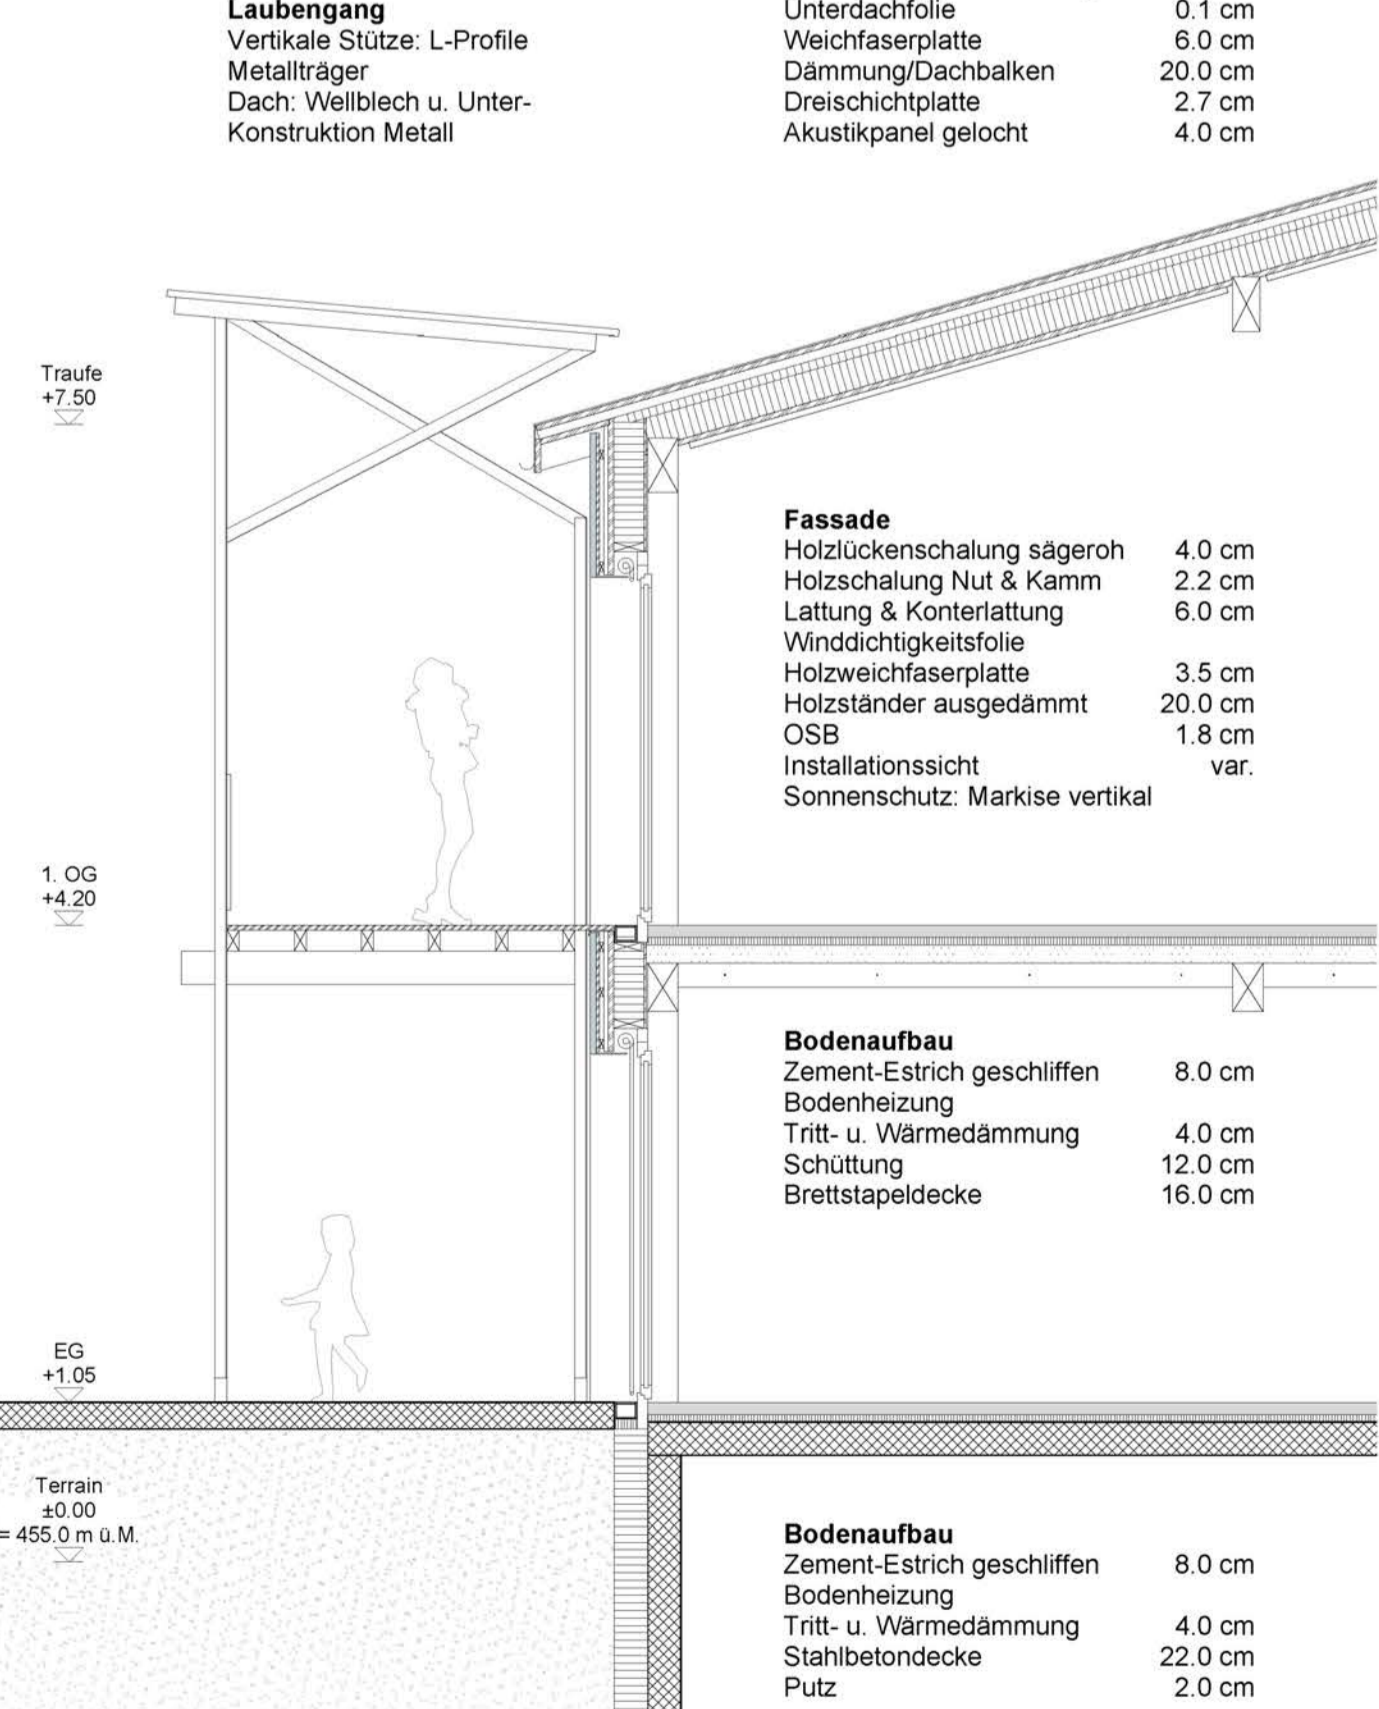 Laubengang
Vertikale Stütze: L-Profile
Metallträger
Dach: Wellblech u. Unter-
Konstruktion Metall
Unterdachfolie 0.1 cm
Weichfaserplatte 6.0 cm
Dämmung/Dachbalken 20.0 cm
Dreischichtplatte 2.7 cm
Akustikpanel gelocht 4.0 cm
Traufe
+7.50
Fassade
Holzlückenschalung sägeroh 4.0 cm
Holzschalung Nut & Kamm 2.2 cm
Lattung & Konterlattung 6.0 cm
Winddichtigkeitsfolie
Holzweichfaserplatte 3.5 cm
Holzständer ausgedämmt 20.0 cm
OSB 1.8 cm
Installationssicht var.
Sonnenschutz: Markise vertikal
1. OG
+4.20
Bodenaufbau
Zement-Estrich geschliffen 8.0 cm
Bodenheizung
Tritt- u. Wärmedämmung 4.0 cm
Schüttung 12.0 cm
Brettstapeldecke 16.0 cm
EG
+1.05
Terrain
±0.00
= 455.0 m ü.M.
Bodenaufbau
Zement-Estrich geschliffen 8.0 cm
Bodenheizung
Tritt- u. Wärmedämmung 4.0 cm
Stahlbetondecke 22.0 cm
Putz 2.0 cm